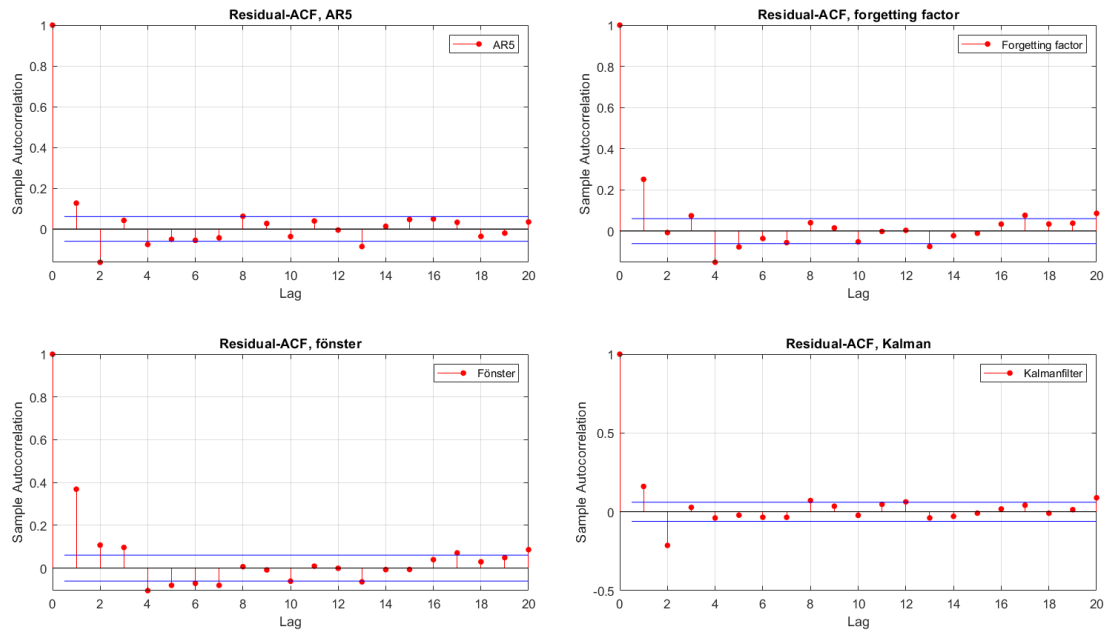 Residual-ACF, AR5
AR5
Sample Autocorrelation
1
0.8
0.6
0.4
0.2
0
0 2 4 6 8 10 12 14 16 18 20
Lag
Residual-ACF, forgetting factor
Forgetting factor
Sample Autocorrelation
1
0.8
0.6
0.4
0.2
0
0 2 4 6 8 10 12 14 16 18 20
Lag
Residual-ACF, fönster
Fönster
Sample Autocorrelation
1
0.8
0.6
0.4
0.2
0
0 2 4 6 8 10 12 14 16 18 20
Lag
Residual-ACF, Kalman
Kalmanfilter
Sample Autocorrelation
1
0.5
0
-0.5
0 2 4 6 8 10 12 14 16 18 20
Lag